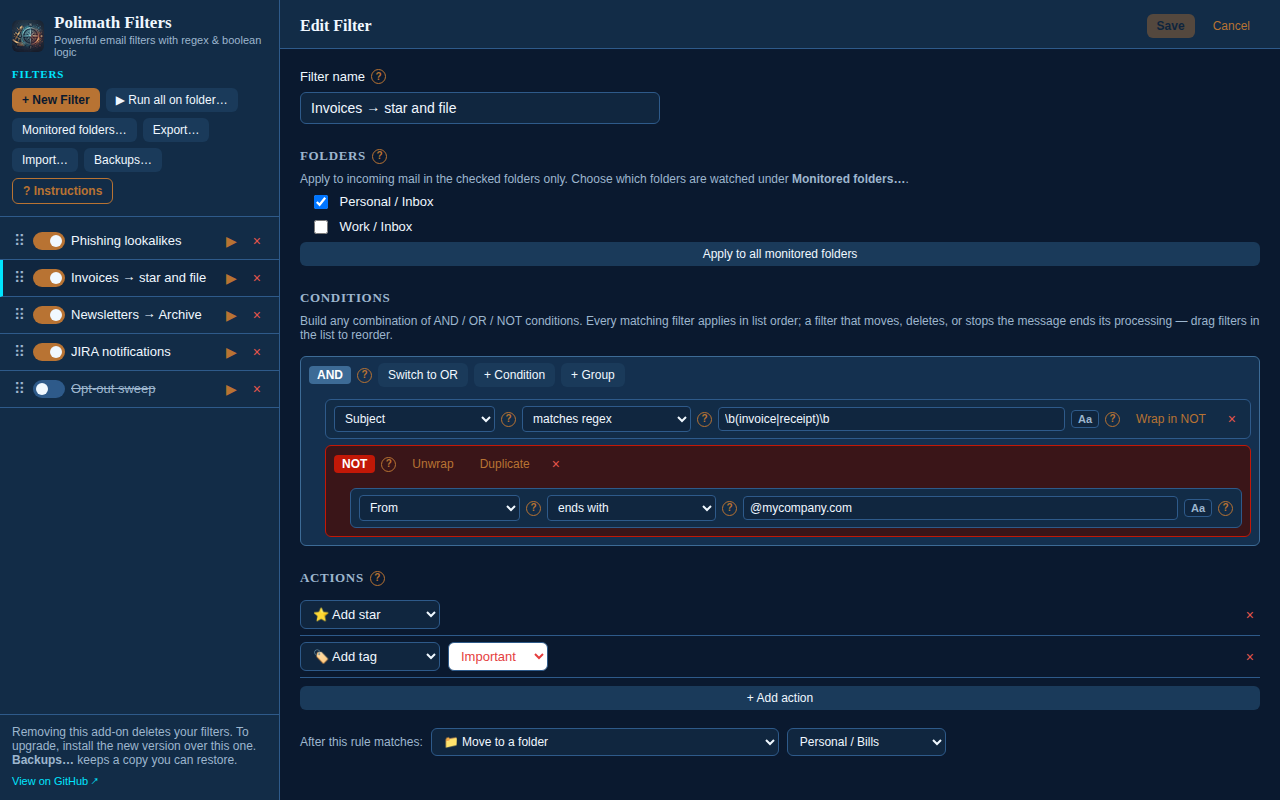 Polimath Filters
Powerful email filters with regex & boolean
logic
FILTERS
+ New Filter
▶ Run all on folder…
Monitored folders…
Export…
Import…
Backups…
? Instructions
Phishing lookalikes
Invoices → star and file
Newsletters → Archive
JIRA notifications
Opt-out sweep
Removing this add-on deletes your filters. To
upgrade, install the new version over this one.
Backups… keeps a copy you can restore.
View on GitHub ↗
Edit Filter
Save
Cancel
Filter name ?
Invoices → star and file
FOLDERS ?
Apply to incoming mail in the checked folders only. Choose which folders are watched under Monitored folders….
Personal / Inbox
Work / Inbox
Apply to all monitored folders
CONDITIONS
Build any combination of AND / OR / NOT conditions. Every matching filter applies in list order; a filter that moves, deletes, or stops the message ends its processing — drag filters in
the list to reorder.
AND ? Switch to OR + Condition + Group
Subject ? matches regex ? \b(invoice|receipt)\b Aa ? Wrap in NOT ×
NOT ? Unwrap Duplicate ×
From ? ends with ? @mycompany.com Aa ?
ACTIONS ?
⭐ Add star ×
🏷️ Add tag Important ×
+ Add action
After this rule matches: 📁 Move to a folder Personal / Bills